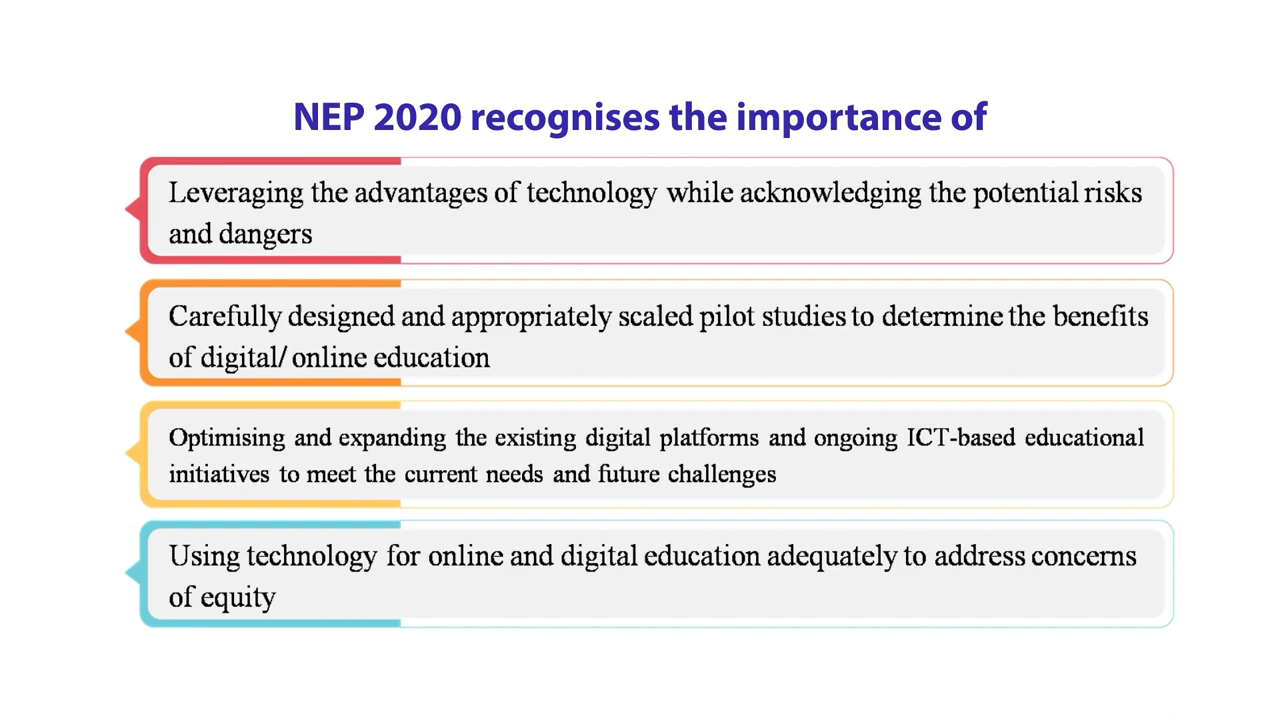 NEP 2020 recognises the importance of
Leveraging the advantages of technology while acknowledging the potential risks
and dangers
Carefully designed and appropriately scaled pilot studies to determine the benefits
of digital/ online education
Optimising and expanding the existing digital platforms and ongoing ICT-based educational
initiatives to meet the current needs and future challenges
Using technology for online and digital education adequately to address concerns
of equity